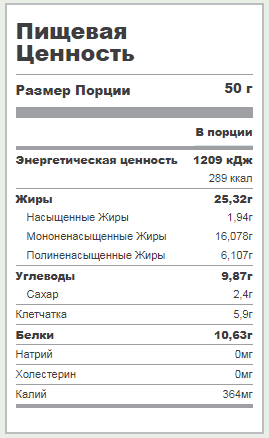 Пищевая
Ценность
Размер Порции 50 г
В порции
Энергетическая ценность 1209 кДж
289 ккал
Жиры 25,32г
Насыщенные Жиры 1,94г
Мононенасыщенные Жиры 16,078г
Полиненасыщенные Жиры 6,107г
Углеводы 9,87г
Сахар 2,4г
Клетчатка 5,9г
Белки 10,63г
Натрий 0мг
Холестерин 0мг
Калий 364мг